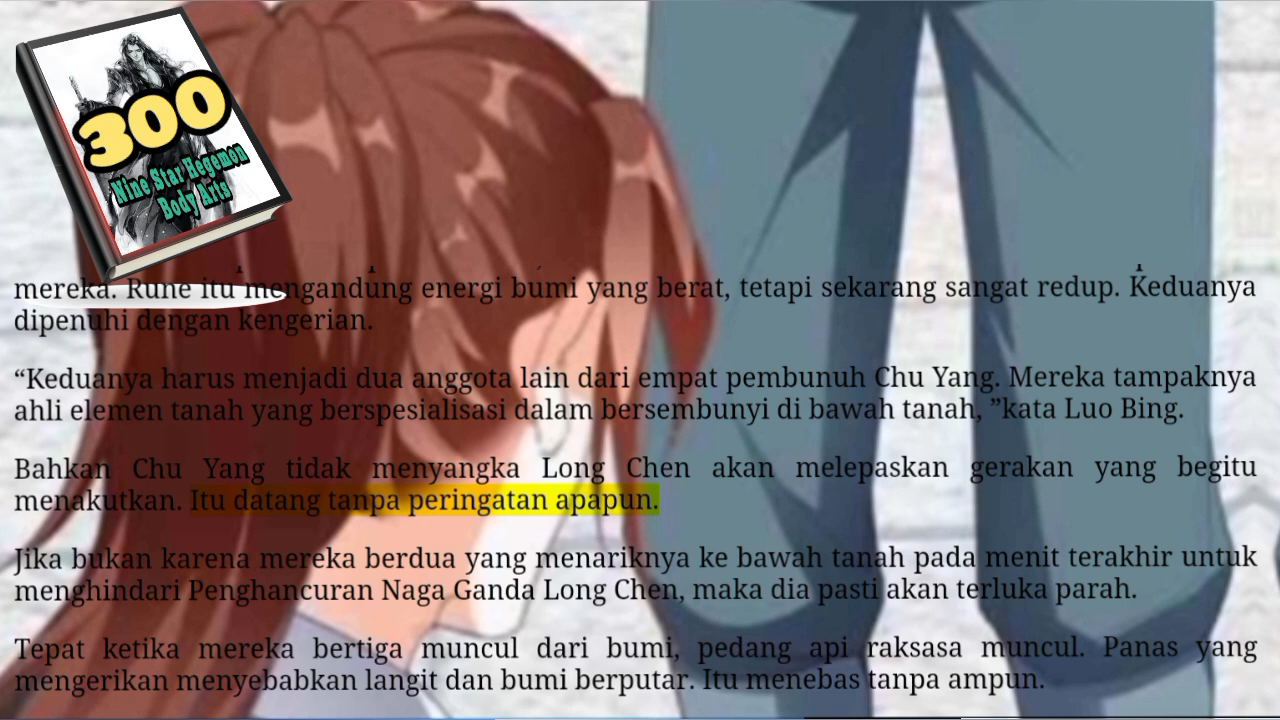 300
Nine Star Hegemon
Body Arts
mereka. Rune itu mengandung energi bumi yang berat, tetapi sekarang sangat redup. Keduanya
dipenuhi dengan kengerian.
“Keduanya harus menjadi dua anggota lain dari empat pembunuh Chu Yang. Mereka tampaknya
ahli elemen tanah yang berspesialisasi dalam bersembunyi di bawah tanah, ”kata Luo Bing.
Bahkan Chu Yang tidak menyangka Long Chen akan melepaskan gerakan yang begitu
menakutkan. Itu datang tanpa peringatan apapun.
Jika bukan karena mereka berdua yang menariknya ke bawah tanah pada menit terakhir untuk
menghindari Penghancuran Naga Ganda Long Chen, maka dia pasti akan terluka parah.
Tepat ketika mereka bertiga muncul dari bumi, pedang api raksasa muncul. Panas yang
mengerikan menyebabkan langit dan bumi berputar. Itu menebas tanpa ampun.